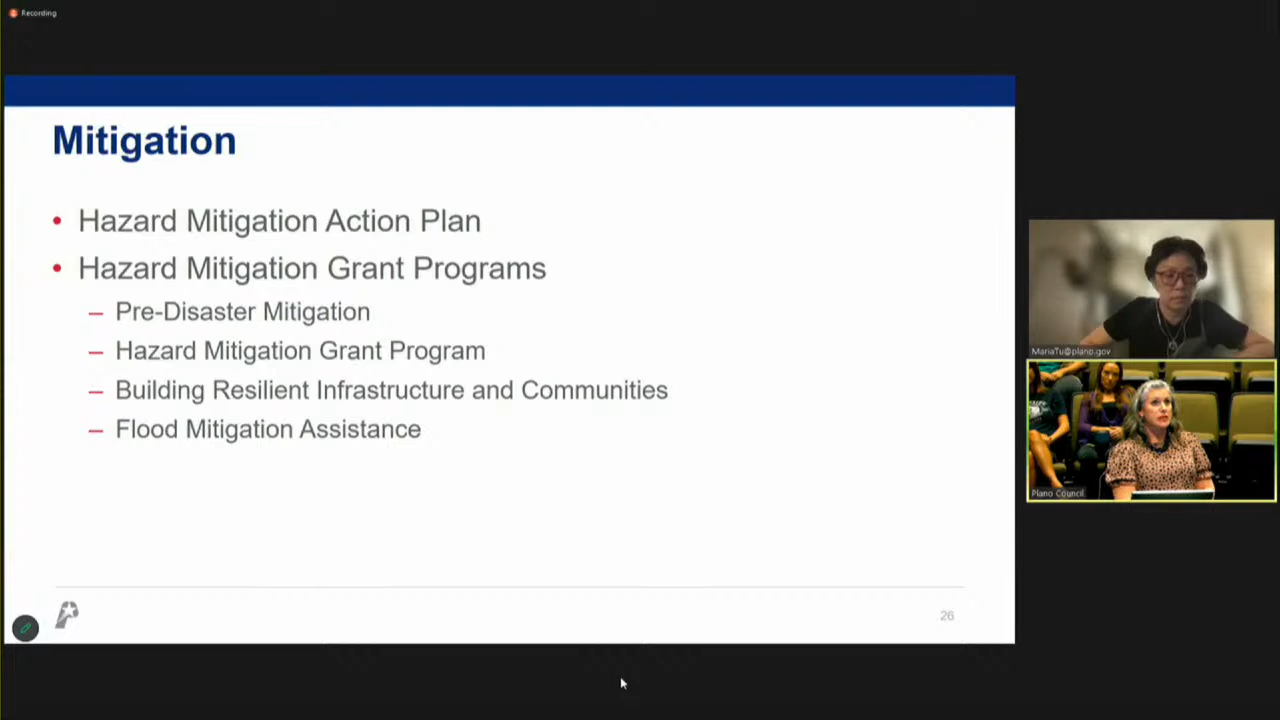 Recording
Mitigation
• Hazard Mitigation Action Plan
• Hazard Mitigation Grant Programs
– Pre-Disaster Mitigation
– Hazard Mitigation Grant Program
– Building Resilient Infrastructure and Communities
– Flood Mitigation Assistance
26
MariaTu@plano.gov
Plano Council